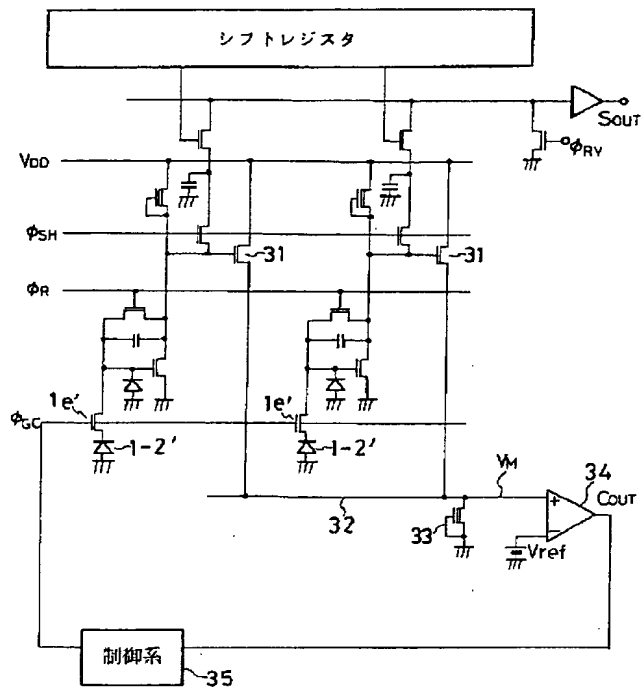 シフトレジスタ
SOUT
φRY
VDD
φSH
31
31
φR
1e'
1e'
φGC
1-2'
1-2'
VM
34
COUT
32
33
Vref
制御系
35